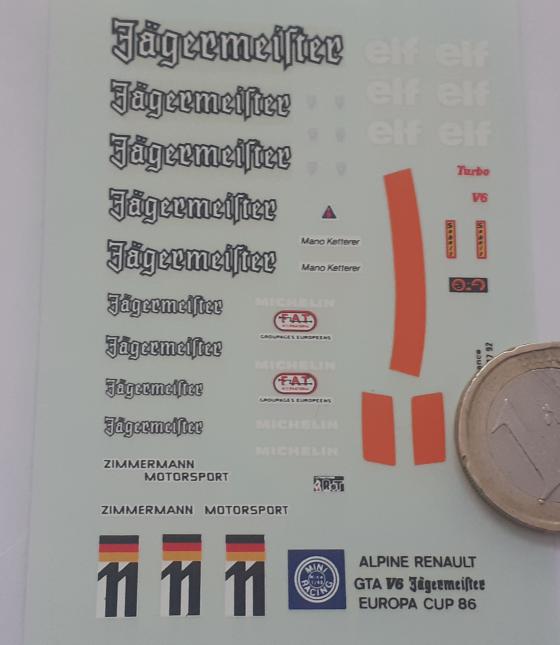 Jägermeiſter elf elf
Jägermeiſter elf elf
Jägermeiſter elf elf
Turbo
V6
Jägermeiſter
Mano Ketterer
Jägermeiſter
Mano Ketterer
Jägermeiſter
MICHELIN
F.A.T.
GROUPAGES EUROPEENS
Jägermeiſter
MICHELIN
Jägermeiſter
F.A.T.
GROUPAGES EUROPEENS
Jägermeiſter
MICHELIN
MICHELIN
ZIMMERMANN
MOTORSPORT
ZIMMERMANN MOTORSPORT
11 11 11
MINI
RACING
ALPINE RENAULT
GTA V6 Jägermeiſter
EUROPA CUP 86
1